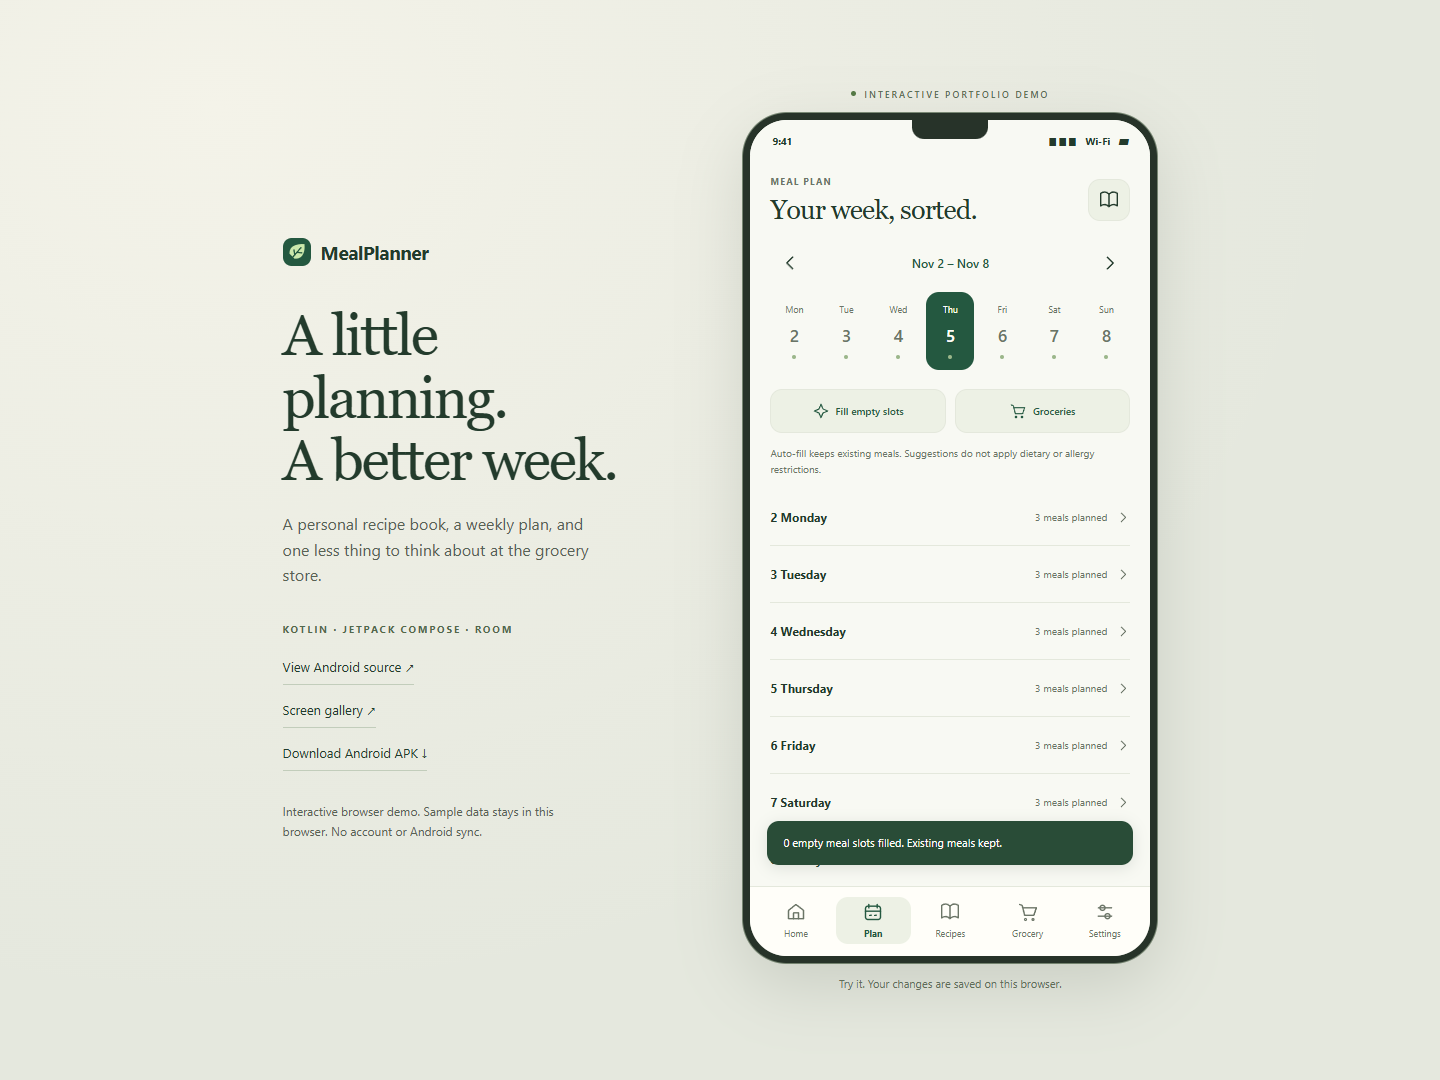 MealPlanner
A little
planning.
A better week.
A personal recipe book, a weekly plan, and
one less thing to think about at the grocery
store.
KOTLIN · JETPACK COMPOSE · ROOM
View Android source ↗
Screen gallery ↗
Download Android APK ↓
Interactive browser demo. Sample data stays in this
browser. No account or Android sync.
INTERACTIVE PORTFOLIO DEMO
9:41 Wi-Fi
MEAL PLAN
Your week, sorted.
Nov 2 – Nov 8
Mon Tue Wed Thu Fri Sat Sun
2 3 4 5 6 7 8
Fill empty slots Groceries
Auto-fill keeps existing meals. Suggestions do not apply dietary or allergy
restrictions.
2 Monday 3 meals planned
3 Tuesday 3 meals planned
4 Wednesday 3 meals planned
5 Thursday 3 meals planned
6 Friday 3 meals planned
7 Saturday 3 meals planned
0 empty meal slots filled. Existing meals kept.
Home Plan Recipes Grocery Settings
Try it. Your changes are saved on this browser.